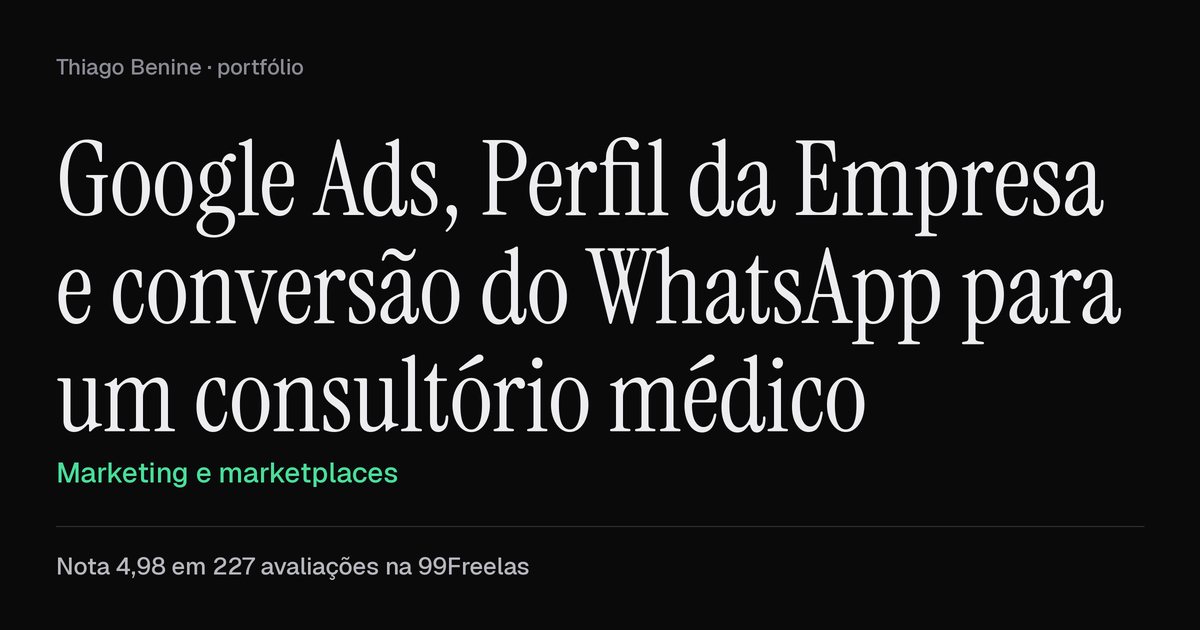 Thiago Benine · portfólio
Google Ads, Perfil da Empresa
e conversão do WhatsApp para
um consultório médico
Marketing e marketplaces
Nota 4,98 em 227 avaliações na 99Freelas